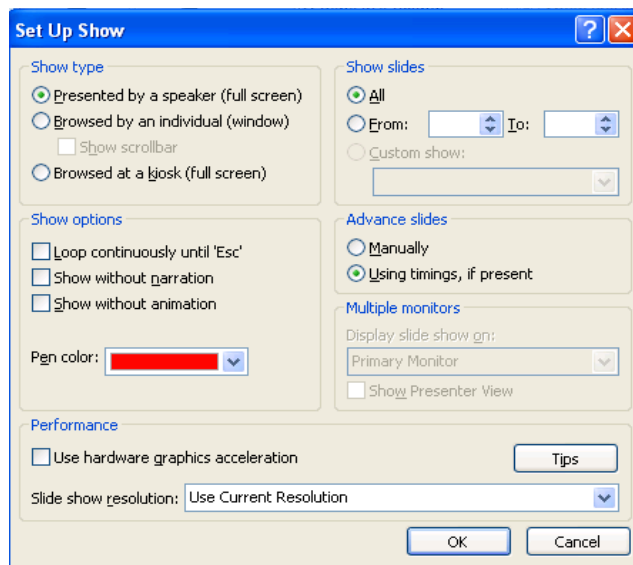 Set Up Show
Show type
Presented by a speaker (full screen)
Browsed by an individual (window)
Show scrollbar
Browsed at a kiosk (full screen)
Show slides
All
From: To:
Custom show:
Show options
Loop continuously until 'Esc'
Show without narration
Show without animation
Pen color:
Advance slides
Manually
Using timings, if present
Multiple monitors
Display slide show on:
Primary Monitor
Show Presenter View
Performance
Use hardware graphics acceleration
Tips
Slide show resolution: Use Current Resolution
OK Cancel